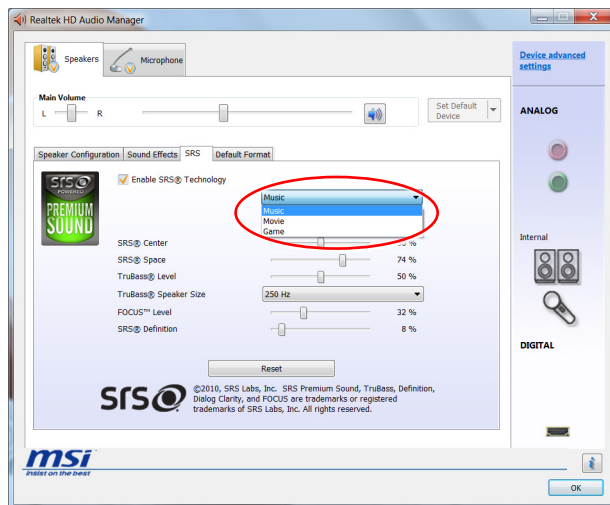 Realtek HD Audio Manager
Speakers
Microphone
Device advanced
settings
Main Volume
L
R
Set Default
Device
ANALOG
Speaker Configuration
Sound Effects
SRS
Default Format
SRS
POWERED
PREMIUM
SOUND
Enable SRS® Technology
Music
Music
Movie
Game
SRS® Center
SRS® Space
74 %
TruBass® Level
50 %
TruBass® Speaker Size
250 Hz
FOCUS™ Level
32 %
SRS® Definition
8 %
Internal
DIGITAL
Reset
SRS
©2010, SRS Labs, Inc. SRS Premium Sound, TruBass, Definition,
Dialog Clarity, and FOCUS are trademarks or registered
trademarks of SRS Labs, Inc. All rights reserved.
msi
insist on the best
i
OK